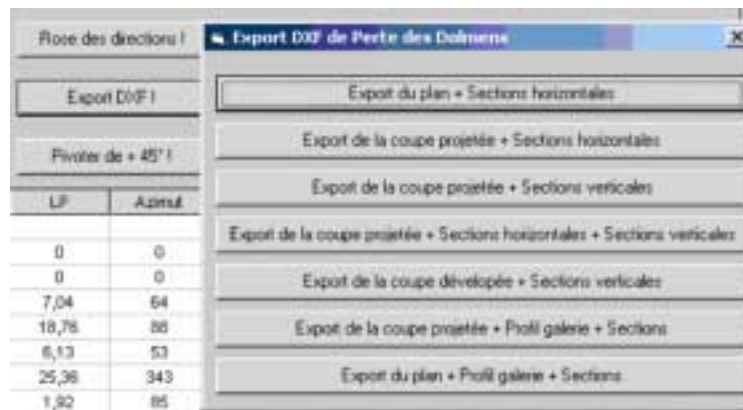 Rose des directions !
Export DXF de Perte des Dolmens
Export DXF !
Pivoter de + 45° !
Export du plan + Sections horizontales
Export de la coupe projetée + Sections horizontales
Export de la coupe projetée + Sections verticales
Export de la coupe projetée + Sections horizontales + Sections verticales
Export de la coupe dévelopée + Sections verticales
Export de la coupe projetée + Profil galerie + Sections
Export du plan + Profil galerie + Sections
LP Azimut
0 0
0 0
7,04 64
18,78 88
6,13 53
25,36 343
1,92 85